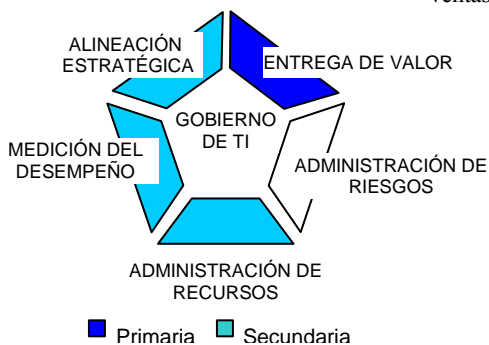 ventas
ALINEACIÓN
ESTRATÉGICA
ENTREGA DE VALOR
GOBIERNO
DE TI
MEDICIÓN DEL
DESEMPEÑO
ADMINISTRACIÓN DE
RIESGOS
ADMINISTRACIÓN DE
RECURSOS
Primaria Secundaria